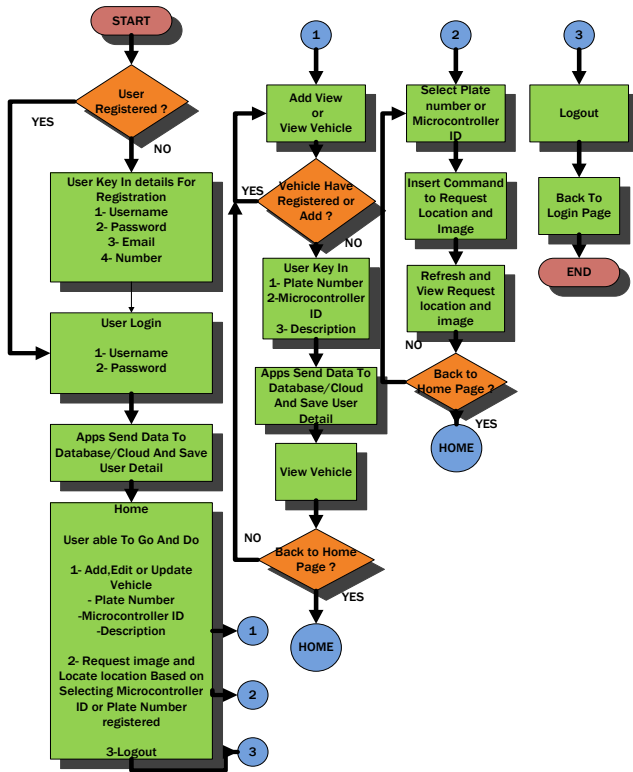 START
User
Registered ?
YES
NO
User Key In details For
Registration
1- Username
2- Password
3- Email
4- Number
User Login
1- Username
2- Password
Apps Send Data To
Database/Cloud And Save
User Detail
Home
User able To Go And Do
1- Add,Edit or Update
Vehicle
- Plate Number
-Microcontroller ID
-Description
2- Request image and
Locate location Based on
Selecting Microcontroller
ID or Plate Number
registered
3-Logout
1
2
3
1
Add View
or
View Vehicle
Vehicle Have
Registered or
Add ?
YES
NO
User Key In
1- Plate Number
2-Microcontroller
ID
3- Description
Apps Send Data To
Database/Cloud
And Save User
Detail
View Vehicle
Back to Home
Page ?
NO
YES
HOME
2
Select Plate
number or
Microcontroller
ID
Insert Command
to Request
Location and
Image
Refresh and
View Request
location and
image
NO
Back to
Home Page ?
YES
HOME
3
Logout
Back To
Login Page
END